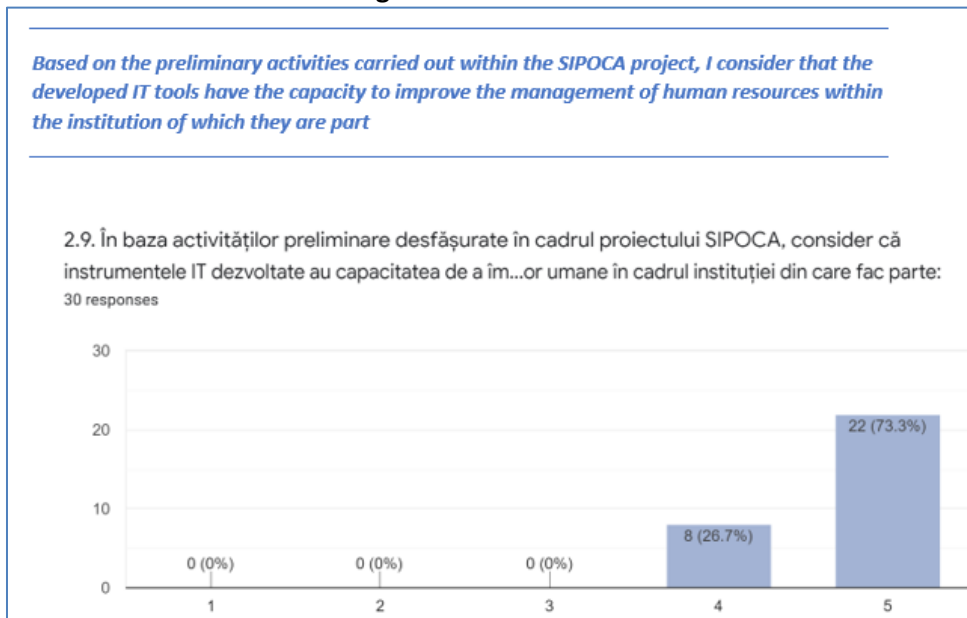 Based on the preliminary activities carried out within the SIPOCA project, I consider that the
developed IT tools have the capacity to improve the management of human resources within
the institution of which they are part
2.9. În baza activităților preliminare desfășurate în cadrul proiectului SIPOCA, consider că
instrumentele IT dezvoltate au capacitatea de a îm...or umane în cadrul instituției din care fac parte:
30 responses
30
20
10
0
0 (0%)
0 (0%)
0 (0%)
8 (26.7%)
22 (73.3%)
1
2
3
4
5